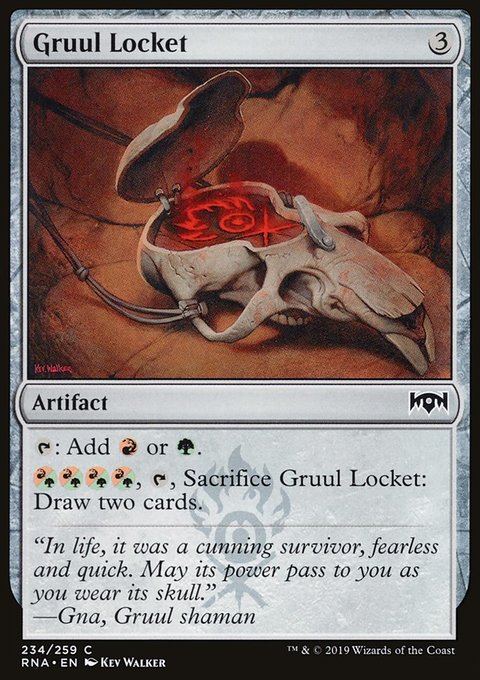 Gruul Locket 3
Kev. Walker
Artifact
: Add or .
, , Sacrifice Gruul Locket:
Draw two cards.
“In life, it was a cunning survivor, fearless
and quick. May its power pass to you as
you wear its skull.”
—Gna, Gruul shaman
234/259 C
RNA • EN Kev Walker
™ & © 2019 Wizards of the Coast